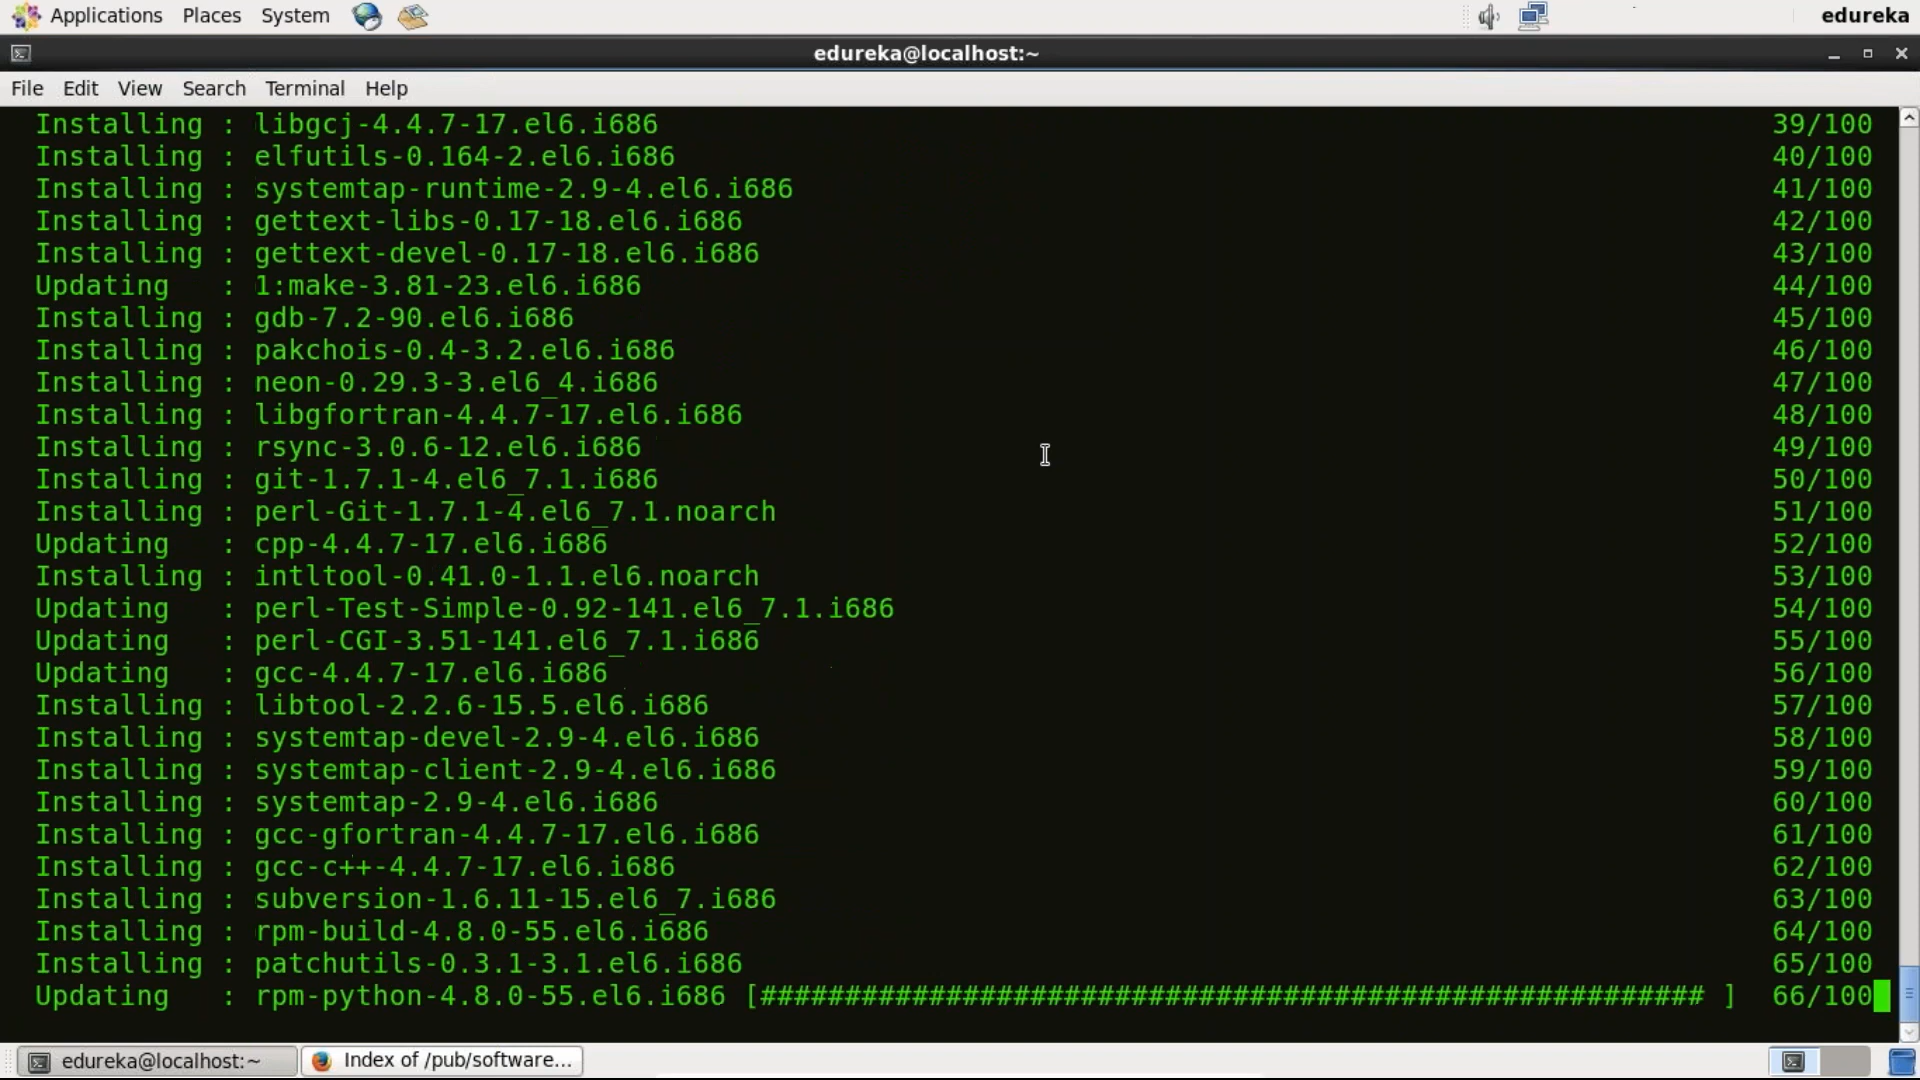 Applications Places System edureka
edureka@localhost:~
File Edit View Search Terminal Help
Installing : libgcj-4.4.7-17.el6.i686 39/100
Installing : elfutils-0.164-2.el6.i686 40/100
Installing : systemtap-runtime-2.9-4.el6.i686 41/100
Installing : gettext-libs-0.17-18.el6.i686 42/100
Installing : gettext-devel-0.17-18.el6.i686 43/100
Updating : 1:make-3.81-23.el6.i686 44/100
Installing : gdb-7.2-90.el6.i686 45/100
Installing : pakchois-0.4-3.2.el6.i686 46/100
Installing : neon-0.29.3-3.el6_4.i686 47/100
Installing : libgfortran-4.4.7-17.el6.i686 48/100
Installing : rsync-3.0.6-12.el6.i686 49/100
Installing : git-1.7.1-4.el6_7.1.i686 50/100
Installing : perl-Git-1.7.1-4.el6_7.1.noarch 51/100
Updating : cpp-4.4.7-17.el6.i686 52/100
Installing : intltool-0.41.0-1.1.el6.noarch 53/100
Updating : perl-Test-Simple-0.92-141.el6_7.1.i686 54/100
Updating : perl-CGI-3.51-141.el6_7.1.i686 55/100
Updating : gcc-4.4.7-17.el6.i686 56/100
Installing : libtool-2.2.6-15.5.el6.i686 57/100
Installing : systemtap-devel-2.9-4.el6.i686 58/100
Installing : systemtap-client-2.9-4.el6.i686 59/100
Installing : systemtap-2.9-4.el6.i686 60/100
Installing : gcc-gfortran-4.4.7-17.el6.i686 61/100
Installing : gcc-c++-4.4.7-17.el6.i686 62/100
Installing : subversion-1.6.11-15.el6_7.i686 63/100
Installing : rpm-build-4.8.0-55.el6.i686 64/100
Installing : patchutils-0.3.1-3.1.el6.i686 65/100
Updating : rpm-python-4.8.0-55.el6.i686 [######################################################## ] 66/100
edureka@localhost:~ Index of /pub/software...